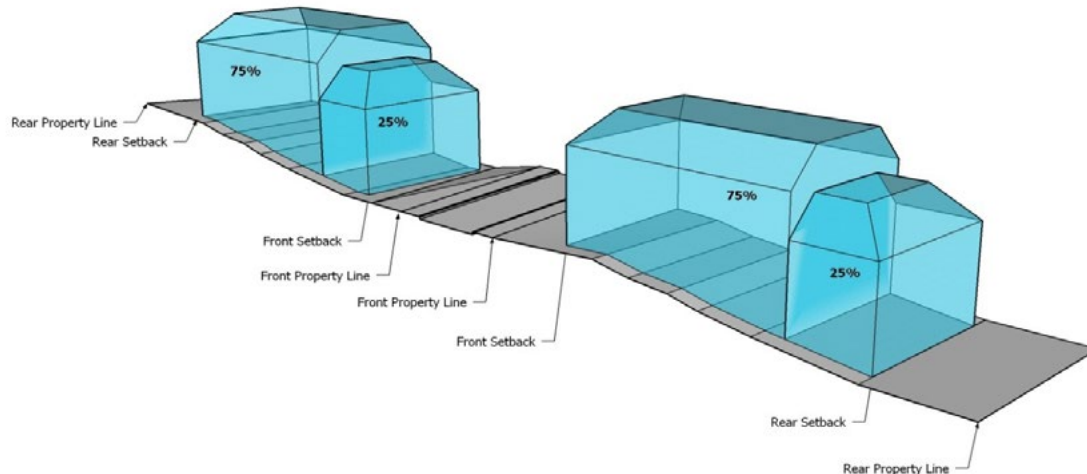 75%
25%
Rear Property Line
Rear Setback
75%
Front Setback
25%
Front Property Line
Front Property Line
Front Setback
Rear Setback
Rear Property Line